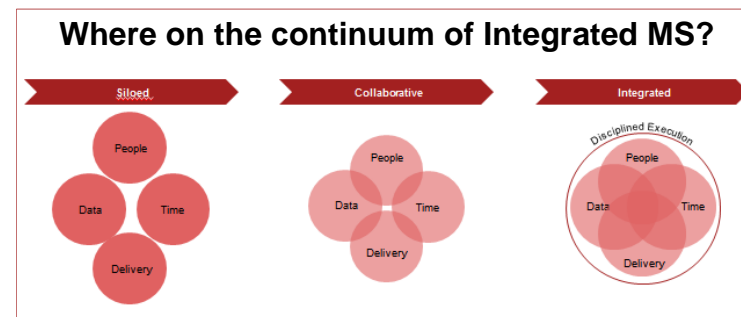 Where on the continuum of Integrated MS?
Siloed
Collaborative
Integrated
People
Data
Time
Delivery
People
Data
Time
Delivery
Disciplined Execution
People
Data
Time
Delivery